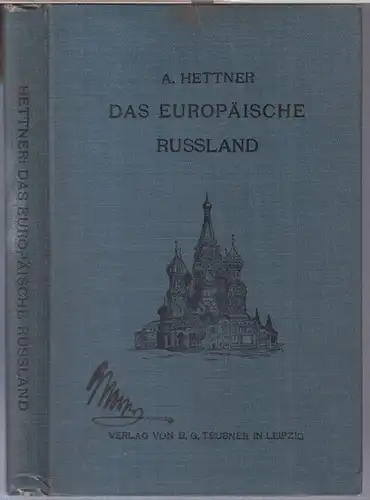 HETTNER: DAS EUROPÄISCHE RUSSLAND
A. HETTNER
DAS EUROPÄISCHE
RUSSLAND
VERLAG VON B. G. TEUBNER IN LEIPZIG